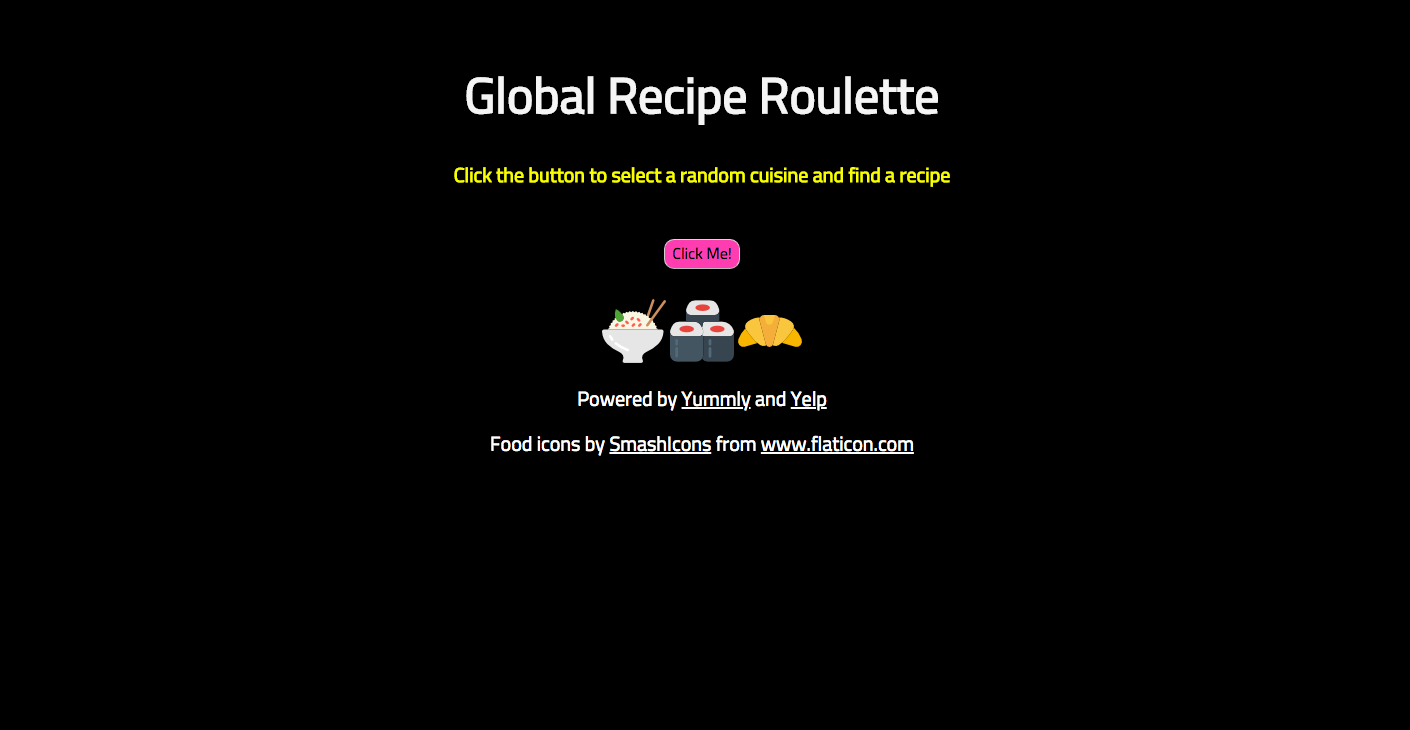 Global Recipe Roulette
Click the button to select a random cuisine and find a recipe
Click Me!
Powered by Yummly and Yelp
Food icons by SmashIcons from www.flaticon.com